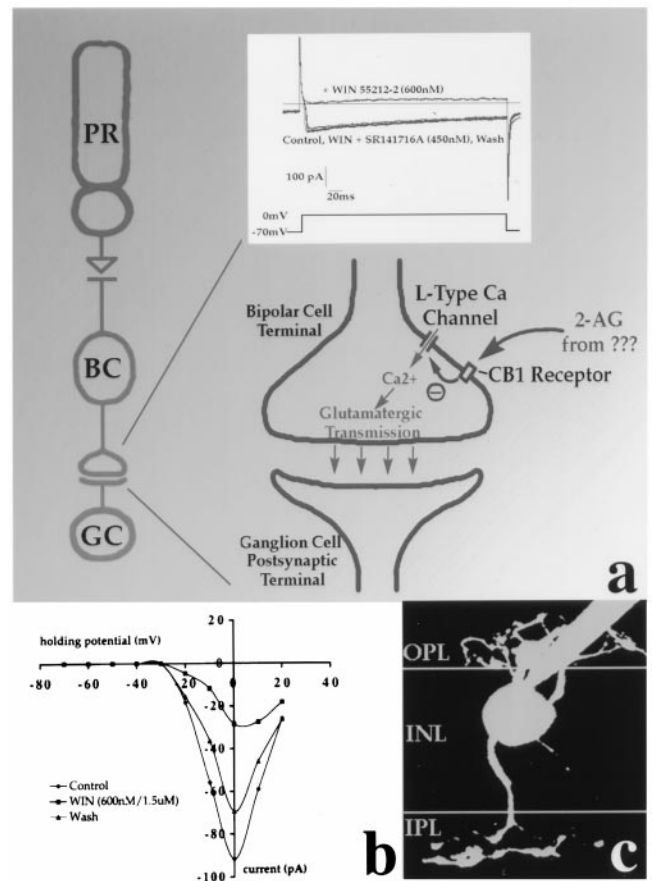 PR
BC
GC
+ WIN 55212-2 (600nM)
Control, WIN + SR141716A (450nM), Wash
100 pA
20ms
0mV
-70mV
Bipolar Cell
Terminal
L-Type Ca
Channel
2-AG
from ???
CB1 Receptor
Ca2+
Glutamatergic
Transmission
Ganglion Cell
Postsynaptic
Terminal
a
holding potential (mV)
20
0
-80 -60 -40 -20 0 20 40
-20
-40
-60
-80
-100
Control
WIN (600nM/1.5uM)
Wash
current (pA)
b
OPL
INL
IPL
c